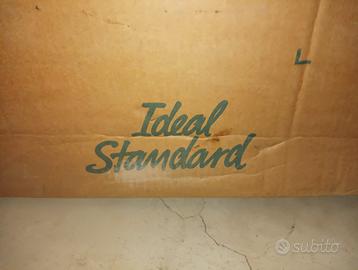 L
Ideal
Standard
subito